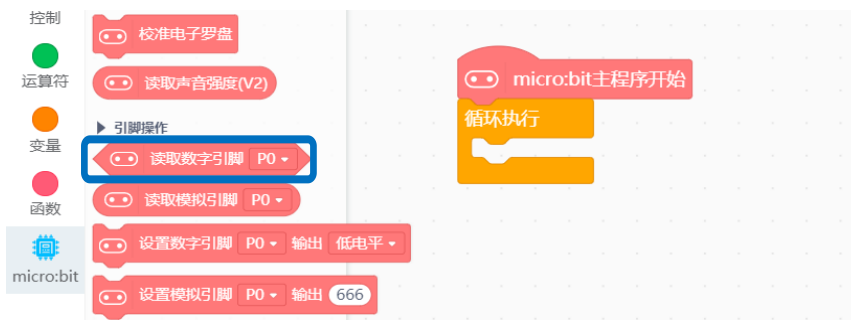 控制
运算符
变量
函数
micro:bit
校准电子罗盘
读取声音强度(V2)
引脚操作
读取数字引脚 P0
读取模拟引脚 P0
设置数字引脚 P0 输出 低电平
设置模拟引脚 P0 输出 666
micro:bit主程序开始
循环执行